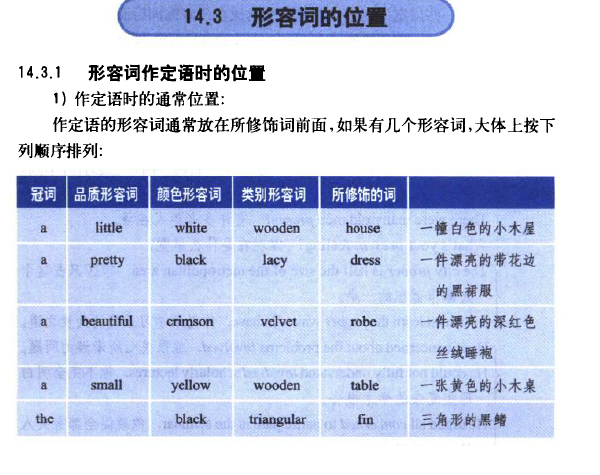 14.3 形容词的位置
14.3.1 形容词作定语时的位置
1) 作定语时的通常位置:
作定语的形容词通常放在所修饰词前面,如果有几个形容词,大体上按下
列顺序排列:
冠词 品质形容词 颜色形容词 类别形容词 所修饰的词
a little white wooden house 一幢白色的小木屋
a pretty black lacy dress 一件漂亮的带花边
的黑裙服
a beautiful crimson velvet robe 一件漂亮的深红色
丝绒睡袍
a small yellow wooden table 一张黄色的小木桌
the black triangular fin 三角形的黑鳍